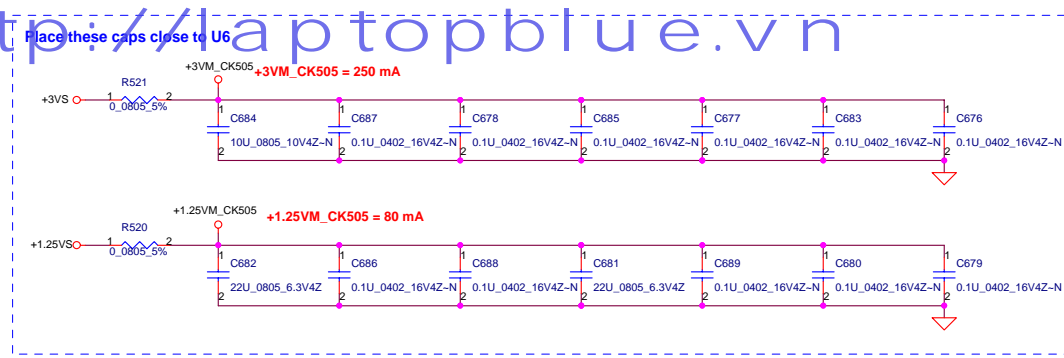 tp://laptopblue.vn
Place these caps close to U6
+3VM_CK505
+3VM_CK505 = 250 mA
R521
+3VS
1
2
0_0805_5%
1
1
1
1
1
1
1
C684
C687
C678
C685
C677
C683
C676
10U_0805_10V4Z~N
0.1U_0402_16V4Z~N
0.1U_0402_16V4Z~N
0.1U_0402_16V4Z~N
0.1U_0402_16V4Z~N
0.1U_0402_16V4Z~N
0.1U_0402_16V4Z~N
2
2
2
2
2
2
2
+1.25VM_CK505
+1.25VM_CK505 = 80 mA
R520
+1.25VS
1
2
0_0805_5%
1
1
1
1
1
1
1
C682
C686
C688
C681
C689
C680
C679
22U_0805_6.3V4Z
0.1U_0402_16V4Z~N
0.1U_0402_16V4Z~N
22U_0805_6.3V4Z
0.1U_0402_16V4Z~N
0.1U_0402_16V4Z~N
0.1U_0402_16V4Z~N
2
2
2
2
2
2
2